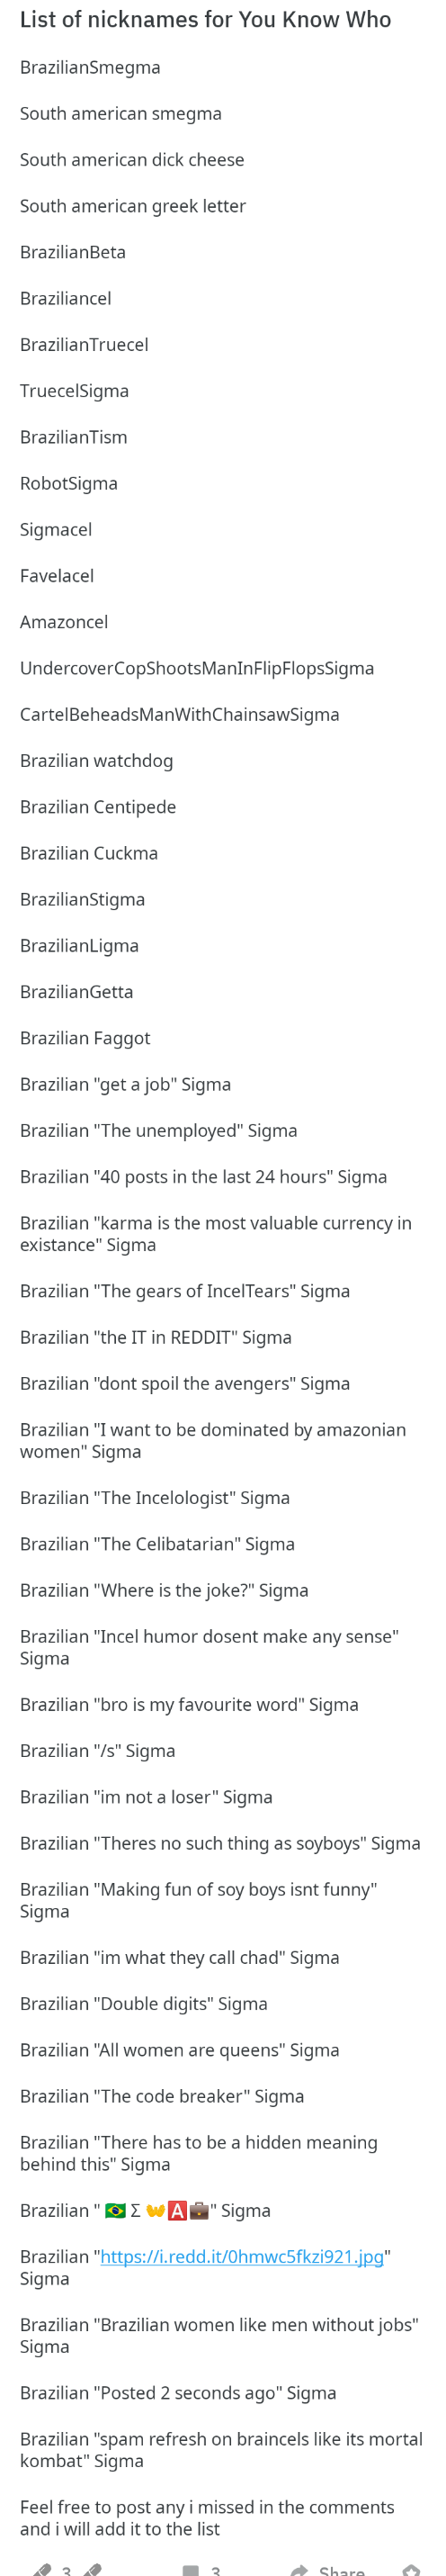 List of nicknames for You Know Who
BrazilianSmegma
South american smegma
South american dick cheese
South american greek letter
BrazilianBeta
Braziliancel
BrazilianTruecel
TruecelSigma
BrazilianTism
RobotSigma
Sigmacel
Favelacel
Amazoncel
UndercoverCopShootsManInFlipFlopsSigma
CartelBeheadsManWithChainsawSigma
Brazilian watchdog
Brazilian Centipede
Brazilian Cuckma
BrazilianStigma
BrazilianLigma
BrazilianGetta
Brazilian Faggot
Brazilian "get a job" Sigma
Brazilian "The unemployed" Sigma
Brazilian "40 posts in the last 24 hours" Sigma
Brazilian "karma is the most valuable currency in
existance" Sigma
Brazilian "The gears of IncelTears" Sigma
Brazilian "the IT in REDDIT" Sigma
Brazilian "dont spoil the avengers" Sigma
Brazilian "I want to be dominated by amazonian
women" Sigma
Brazilian "The Incelologist" Sigma
Brazilian "The Celibatarian" Sigma
Brazilian "Where is the joke?" Sigma
Brazilian "Incel humor dosent make any sense"
Sigma
Brazilian "bro is my favourite word" Sigma
Brazilian "/s" Sigma
Brazilian "im not a loser" Sigma
Brazilian "Theres no such thing as soyboys" Sigma
Brazilian "Making fun of soy boys isnt funny"
Sigma
Brazilian "im what they call chad" Sigma
Brazilian "Double digits" Sigma
Brazilian "All women are queens" Sigma
Brazilian "The code breaker" Sigma
Brazilian "There has to be a hidden meaning
behind this" Sigma
Brazilian " 🇧🇷 Σ 👐🅰💼" Sigma
Brazilian "https://i.redd.it/0hmwc5fkzi921.jpg"
Sigma
Brazilian "Brazilian women like men without jobs"
Sigma
Brazilian "Posted 2 seconds ago" Sigma
Brazilian "spam refresh on braincels like its mortal
kombat" Sigma
Feel free to post any i missed in the comments
and i will add it to the list
3 3 Share